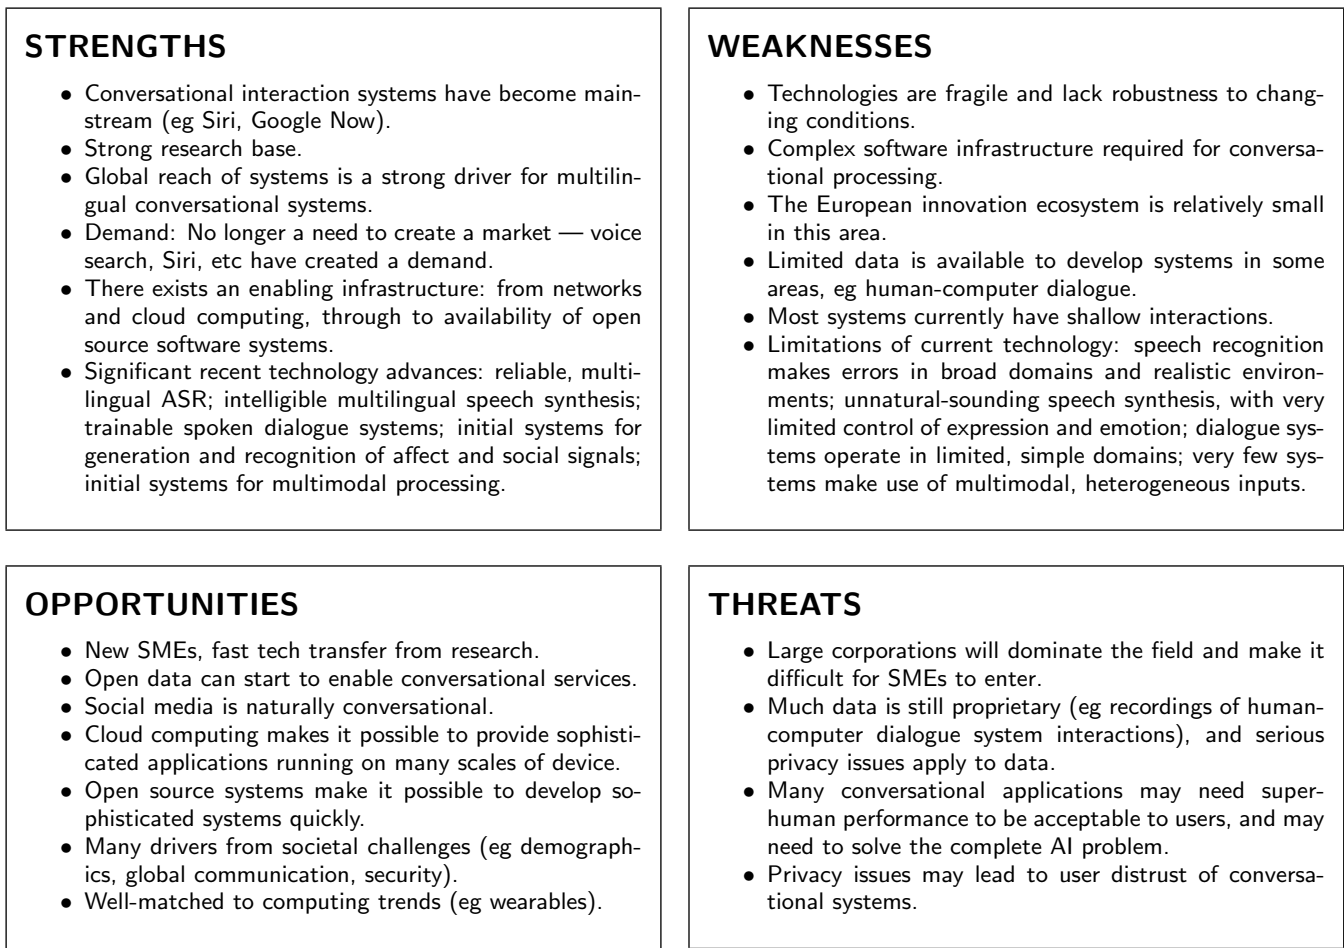 STRENGTHS
• Conversational interaction systems have become main-
stream (eg Siri, Google Now).
• Strong research base.
• Global reach of systems is a strong driver for multilin-
gual conversational systems.
• Demand: No longer a need to create a market — voice
search, Siri, etc have created a demand.
• There exists an enabling infrastructure: from networks
and cloud computing, through to availability of open
source software systems.
• Significant recent technology advances: reliable, multi-
lingual ASR; intelligible multilingual speech synthesis;
trainable spoken dialogue systems; initial systems for
generation and recognition of affect and social signals;
initial systems for multimodal processing.
WEAKNESSES
• Technologies are fragile and lack robustness to chang-
ing conditions.
• Complex software infrastructure required for conversa-
tional processing.
• The European innovation ecosystem is relatively small
in this area.
• Limited data is available to develop systems in some
areas, eg human-computer dialogue.
• Most systems currently have shallow interactions.
• Limitations of current technology: speech recognition
makes errors in broad domains and realistic environ-
ments; unnatural-sounding speech synthesis, with very
limited control of expression and emotion; dialogue sys-
tems operate in limited, simple domains; very few sys-
tems make use of multimodal, heterogeneous inputs.
OPPORTUNITIES
• New SMEs, fast tech transfer from research.
• Open data can start to enable conversational services.
• Social media is naturally conversational.
• Cloud computing makes it possible to provide sophisti-
cated applications running on many scales of device.
• Open source systems make it possible to develop so-
phisticated systems quickly.
• Many drivers from societal challenges (eg demograph-
ics, global communication, security).
• Well-matched to computing trends (eg wearables).
THREATS
• Large corporations will dominate the field and make it
difficult for SMEs to enter.
• Much data is still proprietary (eg recordings of human-
computer dialogue system interactions), and serious
privacy issues apply to data.
• Many conversational applications may need super-
human performance to be acceptable to users, and may
need to solve the complete AI problem.
• Privacy issues may lead to user distrust of conversa-
tional systems.